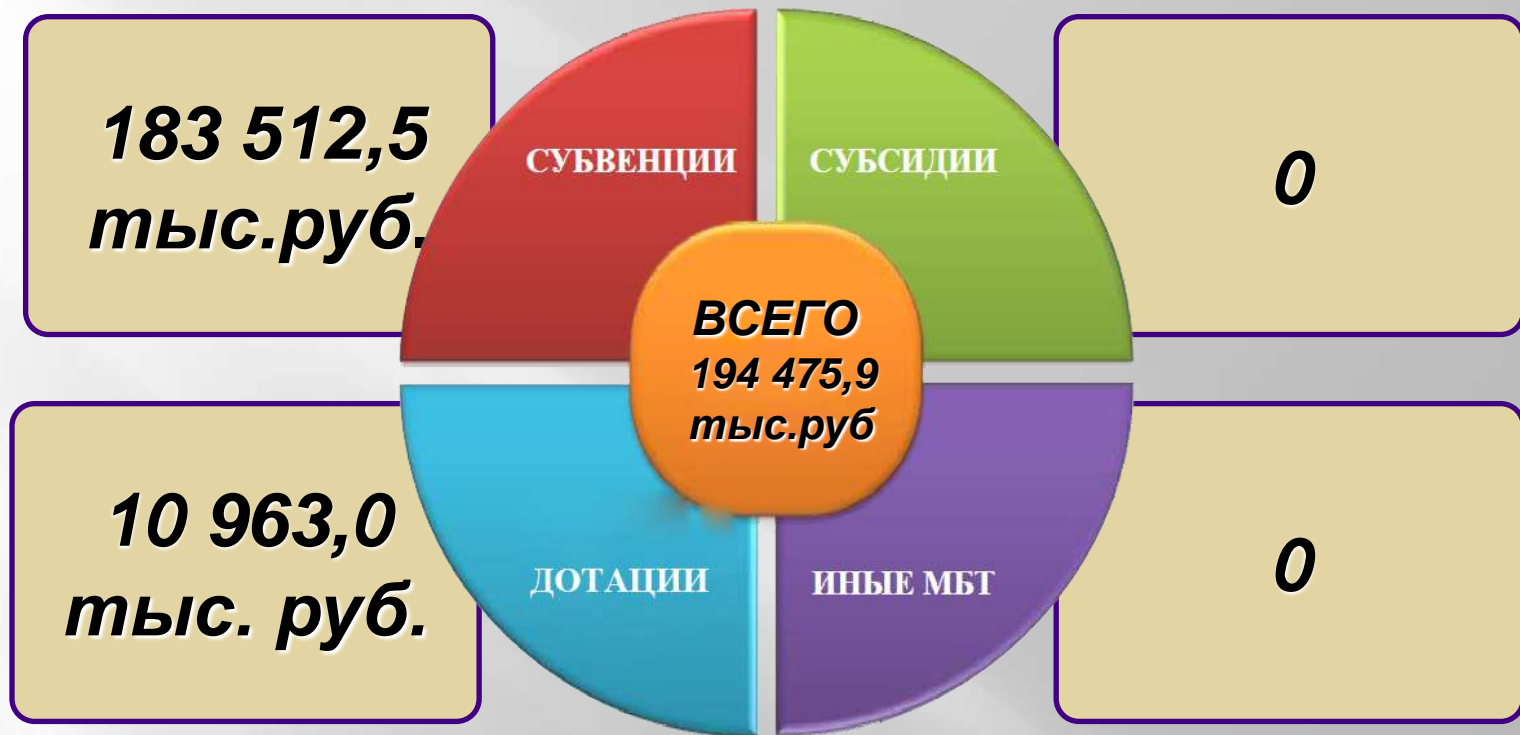 183 512,5
тыс.руб.
СУБВЕНЦИИ
СУБСИДИИ
0
ВСЕГО
194 475,9
тыс.руб
10 963,0
тыс. руб.
ДОТАЦИИ
ИНЫЕ МБТ
0